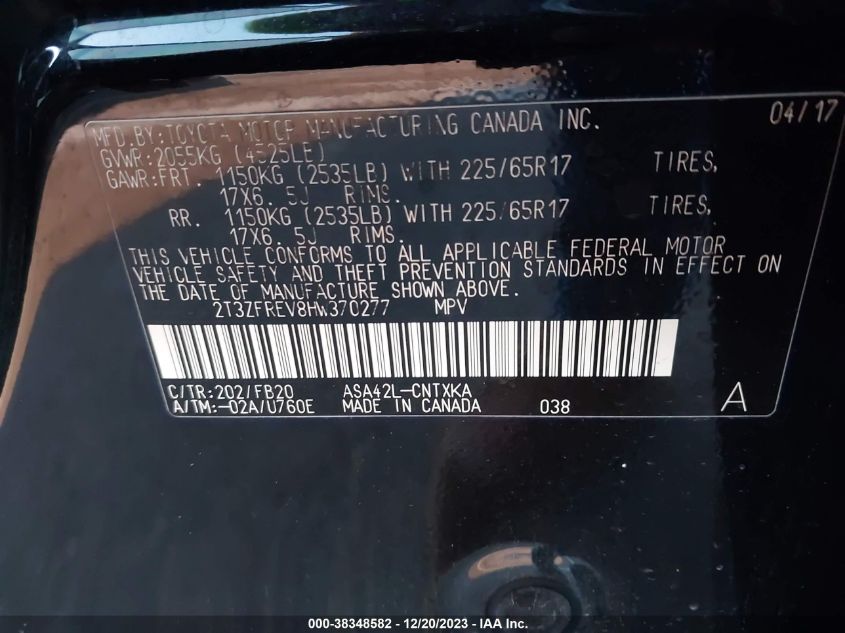 MFD.BY:TOYOTA MOTOR MANUFACTURING CANADA INC. 04/17
GVWR:2055KG (4525LB)
GAWR:FRT. 1150KG (2535LB) WITH 225/65R17 TIRES,
17X6. 5J RIMS.
RR. 1150KG (2535LB) WITH 225/65R17 TIRES,
17X6. 5J RIMS.
THIS VEHICLE CONFORMS TO ALL APPLICABLE FEDERAL MOTOR
VEHICLE SAFETY AND THEFT PREVENTION STANDARDS IN EFFECT ON
THE DATE OF MANUFACTURE SHOWN ABOVE.
2T3ZFREV8HW370277 MPV
C/TR:202/FB20 ASA42L-CNTXKA
A/TM:-02A/U760E MADE IN CANADA 038 A
000-38348582 - 12/20/2023 - IAA Inc.